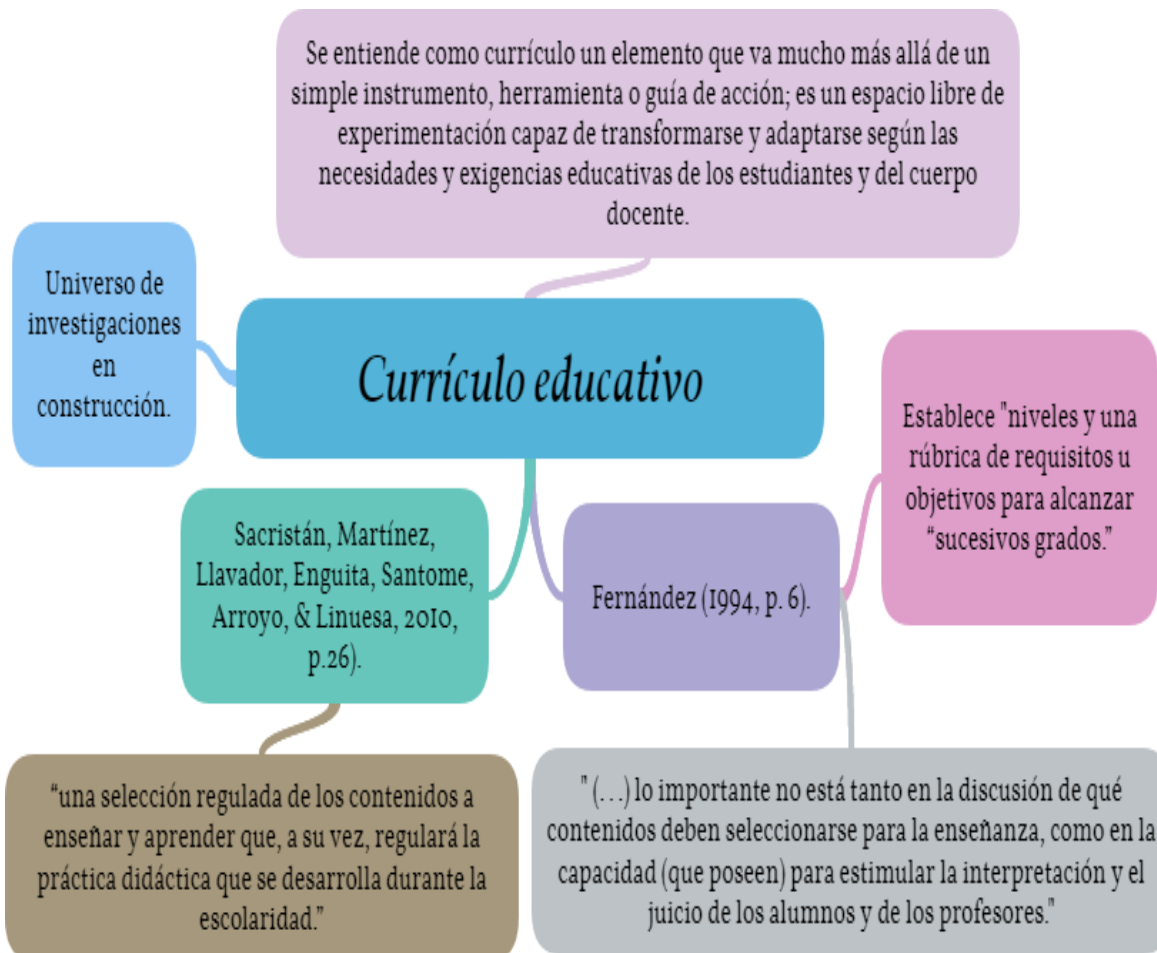 Se entiende como currículo un elemento que va mucho más allá de un
simple instrumento, herramienta o guía de acción; es un espacio libre de
experimentación capaz de transformarse y adaptarse según las
necesidades y exigencias educativas de los estudiantes y del cuerpo
docente.
Universo de
investigaciones
en
construcción.
Currículo educativo
Establece "niveles y una
rúbrica de requisitos u
objetivos para alcanzar
“sucesivos grados.”
Sacristán, Martínez,
Llavador, Enguita, Santome,
Arroyo, & Linuesa, 2010,
p.26).
Fernández (1994, p. 6).
“una selección regulada de los contenidos a
enseñar y aprender que, a su vez, regulará la
práctica didáctica que se desarrolla durante la
escolaridad.”
" (...) lo importante no está tanto en la discusión de qué
contenidos deben seleccionarse para la enseñanza, como en la
capacidad (que poseen) para estimular la interpretación y el
juicio de los alumnos y de los profesores."